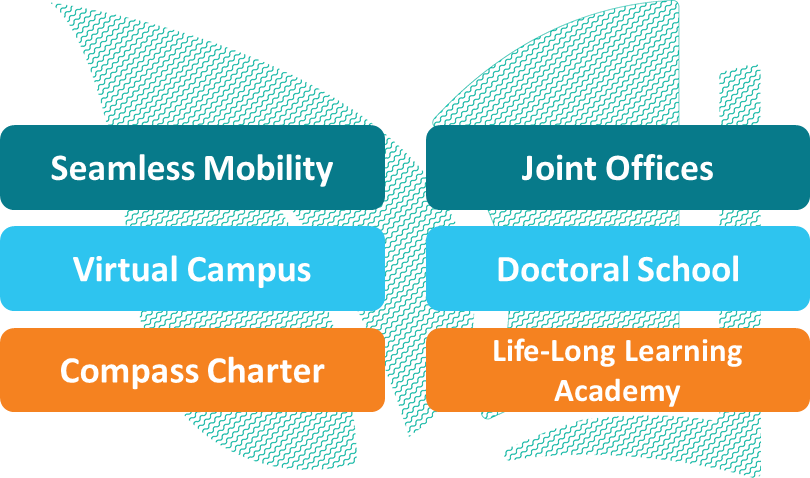 Seamless Mobility
Joint Offices
Virtual Campus
Doctoral School
Compass Charter
Life-Long Learning
Academy